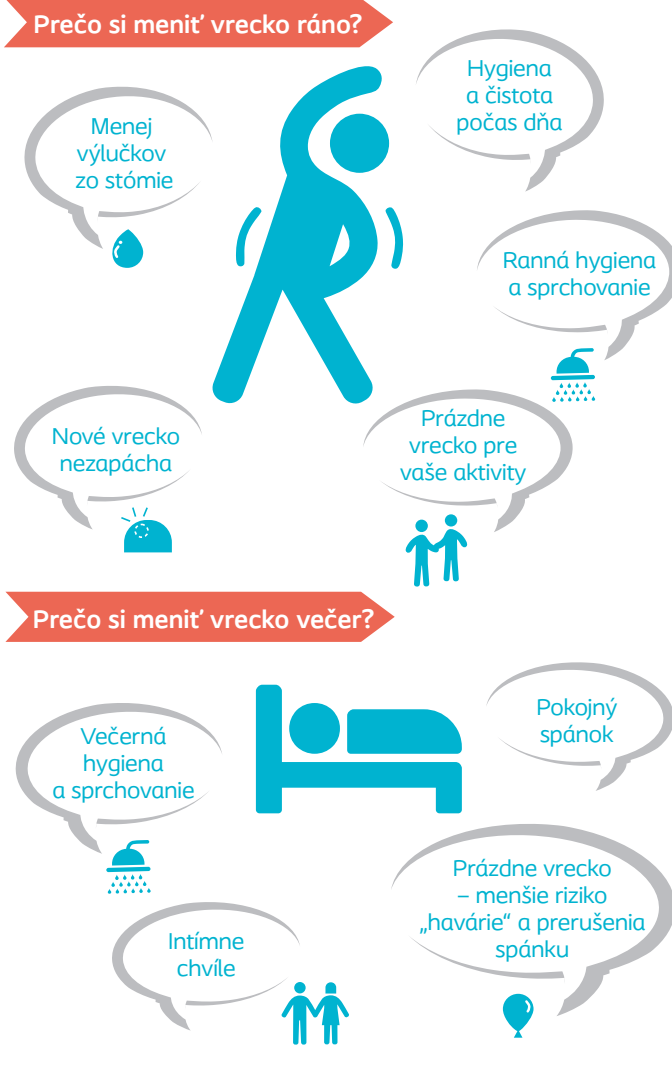 Prečo si meniť vrecko ráno?
Menej
výlučkov
zo stómie
Hygiena
a čistota
počas dňa
Ranná hygiena
a sprchovanie
Nové vrecko
nezapácha
Prázdne
vrecko pre
vaše aktivity
Prečo si meniť vrecko večer?
Večerná
hygiena
a sprchovanie
Pokojný
spánok
Prázdne vrecko
– menšie riziko
„havárie“ a prerušenia
spánku
Intímne
chvíle